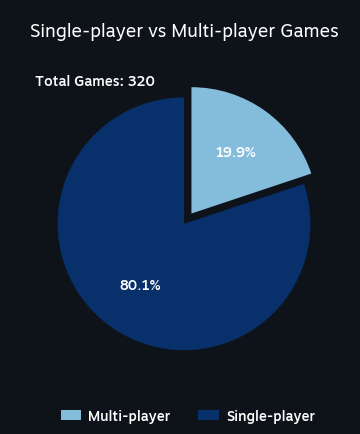 Single-player vs Multi-player Games
Total Games: 320
19.9%
80.1%
Multi-player
Single-player